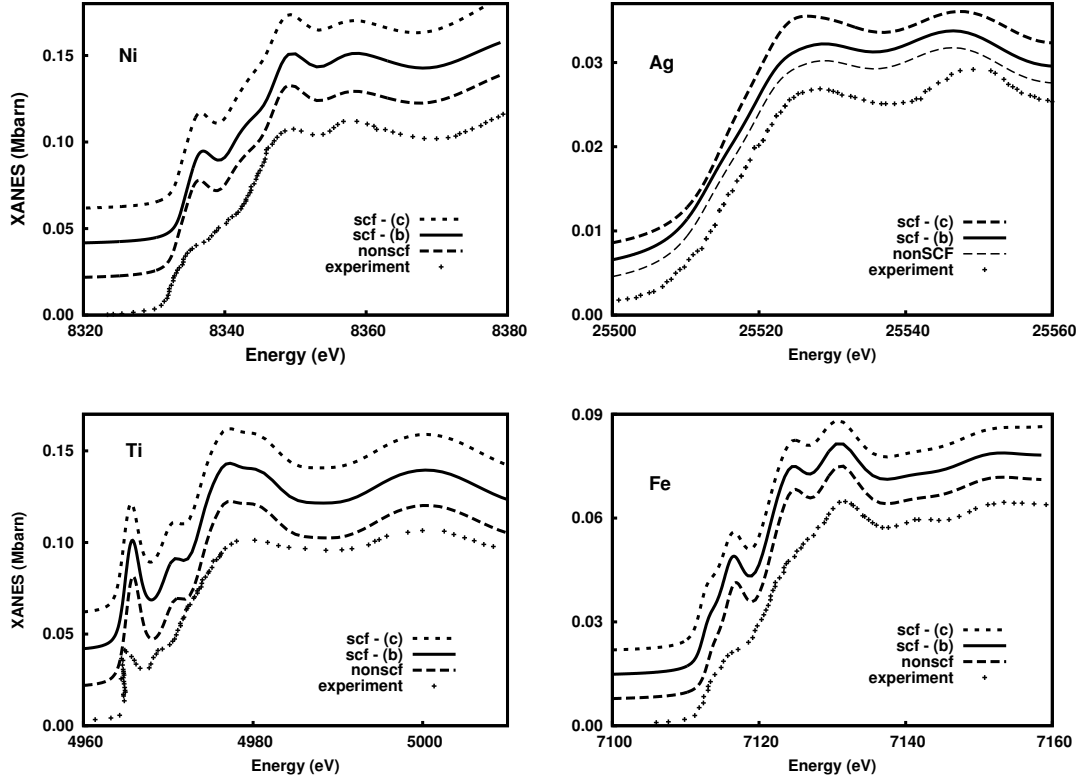 XANES (Mbarn)
0.15
0.10
0.05
0.00
Ni
scf - (c)
scf - (b)
nonscf
experiment
8320
8340
8360
8380
Energy (eV)
0.03
0.02
0.01
0.00
Ag
scf - (c)
scf - (b)
nonSCF
experiment
25500
25520
25540
25560
Energy (eV)
XANES (Mbarn)
0.15
0.10
0.05
0.00
Ti
scf - (c)
scf - (b)
nonscf
experiment
4960
4980
5000
Energy (eV)
0.09
0.06
0.03
0.00
Fe
scf - (c)
scf - (b)
nonscf
experiment
7100
7120
7140
7160
Energy (eV)